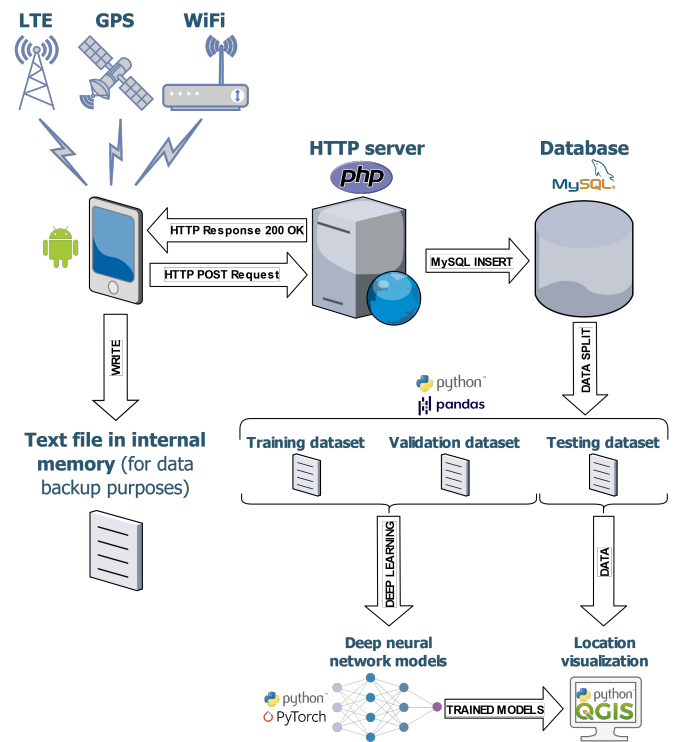 LTE GPS WiFi
HTTP server
php
Database
MySQL®
HTTP Response 200 OK
HTTP POST Request
MySQL INSERT
WRITE
DATA SPLIT
python™
pandas
Text file in internal
memory (for data
backup purposes)
Training dataset Validation dataset Testing dataset
DEEP LEARNING
DATA
Deep neural
network models
Location
visualization
python
PyTorch
TRAINED MODELS
python
QGIS